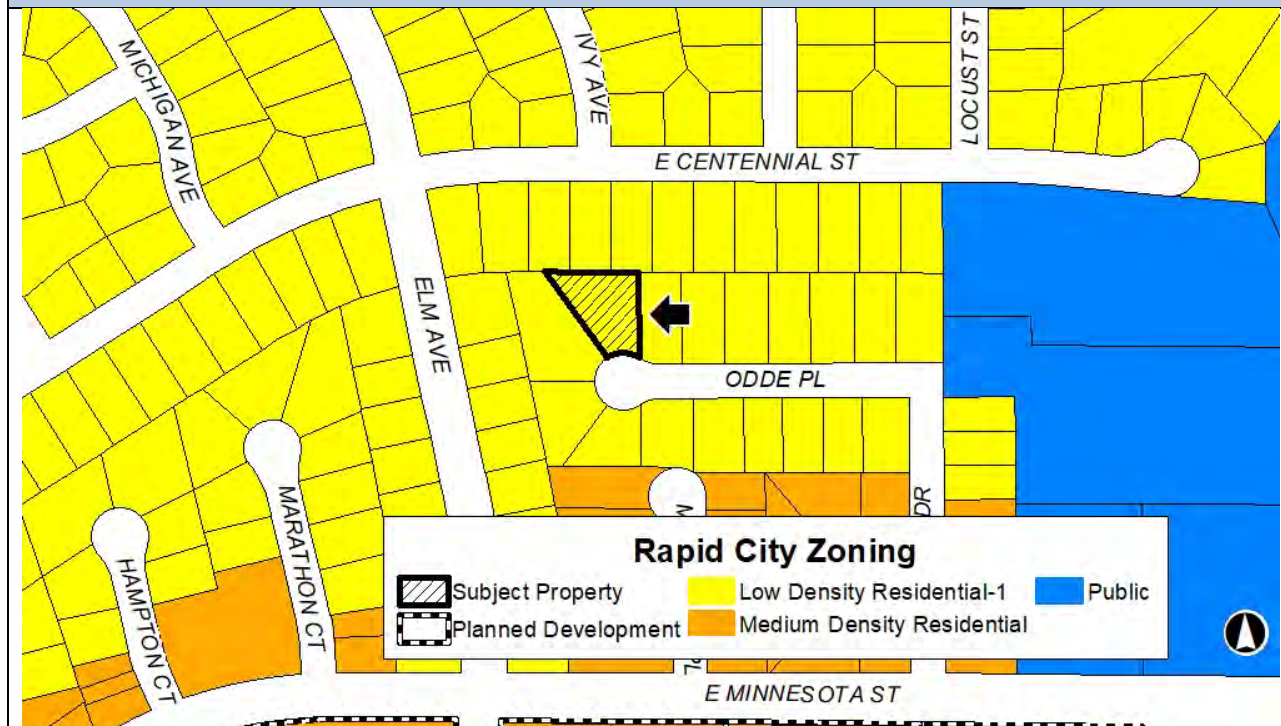 MICHIGAN AVE
IVY AVE
LOCUST ST
E CENTENNIAL ST
ELM AVE
ODDE PL
MARATHON CT
HAMPTON CT
DR
Rapid City Zoning
Subject Property
Low Density Residential-1
Public
Planned Development
Medium Density Residential
E MINNESOTA ST